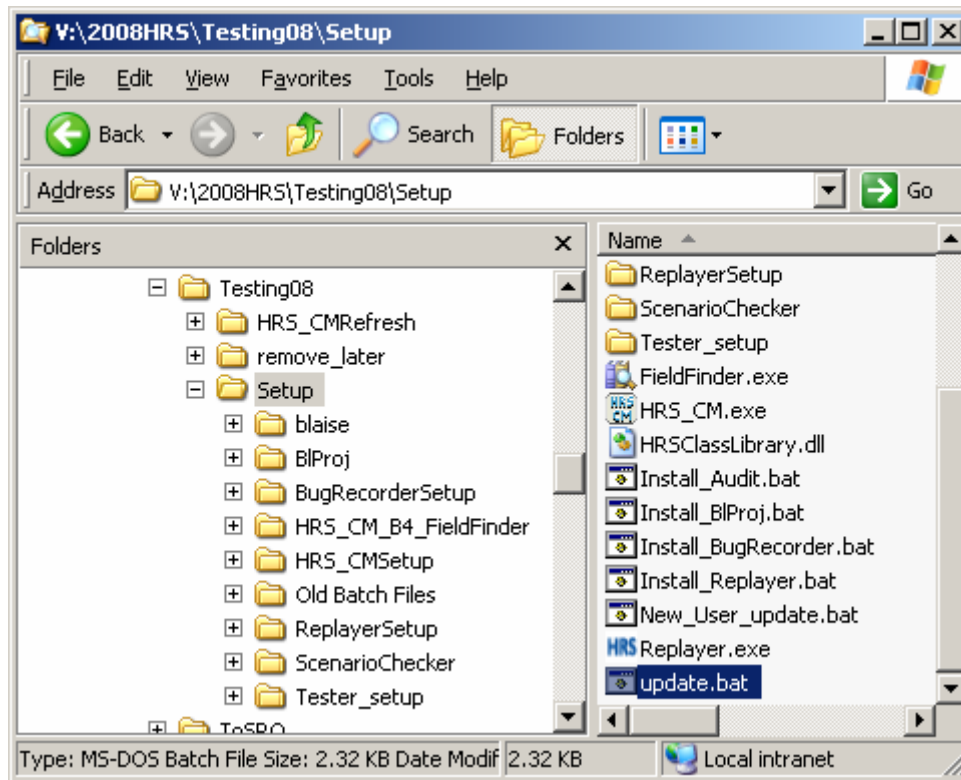 V:\2008HRS\Testing08\Setup
File Edit View Favorites Tools Help
Back Search Folders
Address V:\2008HRS\Testing08\Setup Go
Folders
Testing08
HRS_CMRefresh
remove_later
Setup
blaise
BlProj
BugRecorderSetup
HRS_CM_B4_FieldFinder
HRS_CMSetup
Old Batch Files
ReplayerSetup
ScenarioChecker
Tester_setup
Name
ReplayerSetup
ScenarioChecker
Tester_setup
FieldFinder.exe
HRS CM HRS_CM.exe
HRSClassLibrary.dll
Install_Audit.bat
Install_BlProj.bat
Install_BugRecorder.bat
Install_Replayer.bat
New_User_update.bat
HRS Replayer.exe
update.bat
Type: MS-DOS Batch File Size: 2.32 KB Date Modif 2.32 KB Local intranet